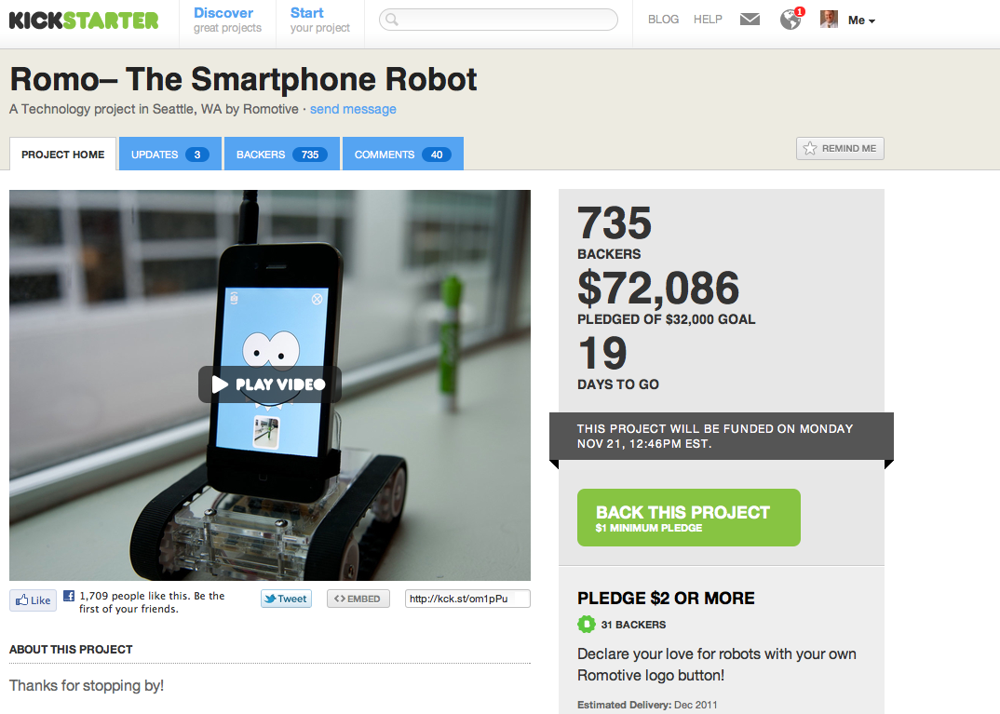 KICKSTARTER
Discover
great projects
Start
your project
BLOG
HELP
1
Me
Romo– The Smartphone Robot
A Technology project in Seattle, WA by Romotive · send message
PROJECT HOME
UPDATES 3
BACKERS 735
COMMENTS 40
REMIND ME
PLAY VIDEO
Like
1,709 people like this. Be the
first of your friends.
Tweet
<> EMBED
http://kck.st/om1pPu
ABOUT THIS PROJECT
Thanks for stopping by!
735
BACKERS
$72,086
PLEDGED OF $32,000 GOAL
19
DAYS TO GO
THIS PROJECT WILL BE FUNDED ON MONDAY
NOV 21, 12:46PM EST.
BACK THIS PROJECT
$1 MINIMUM PLEDGE
PLEDGE $2 OR MORE
31 BACKERS
Declare your love for robots with your own
Romotive logo button!
Estimated Delivery: Dec 2011